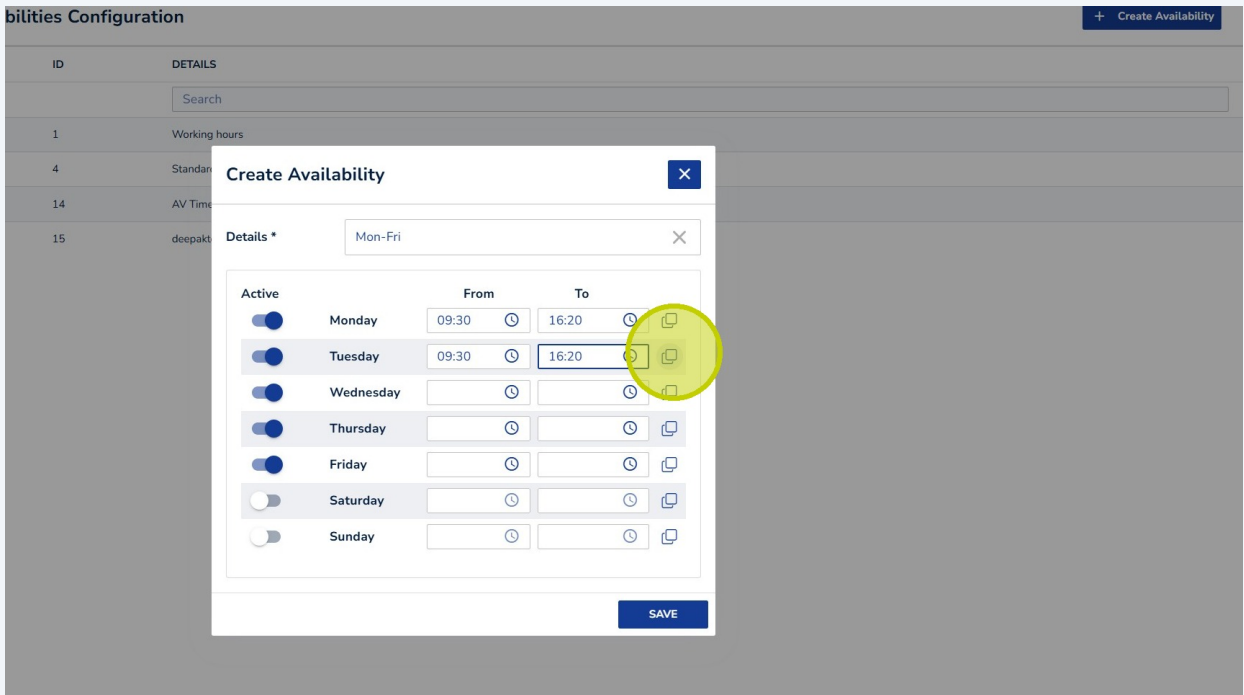 bilities Configuration
+ Create Availability
ID DETAILS
Search
1 Working hours
4 Standar
14 AV Time
15 deepakt
Create Availability
Details * Mon-Fri
Active From To
Monday 09:30 16:20
Tuesday 09:30 16:20
Wednesday
Thursday
Friday
Saturday
Sunday
SAVE